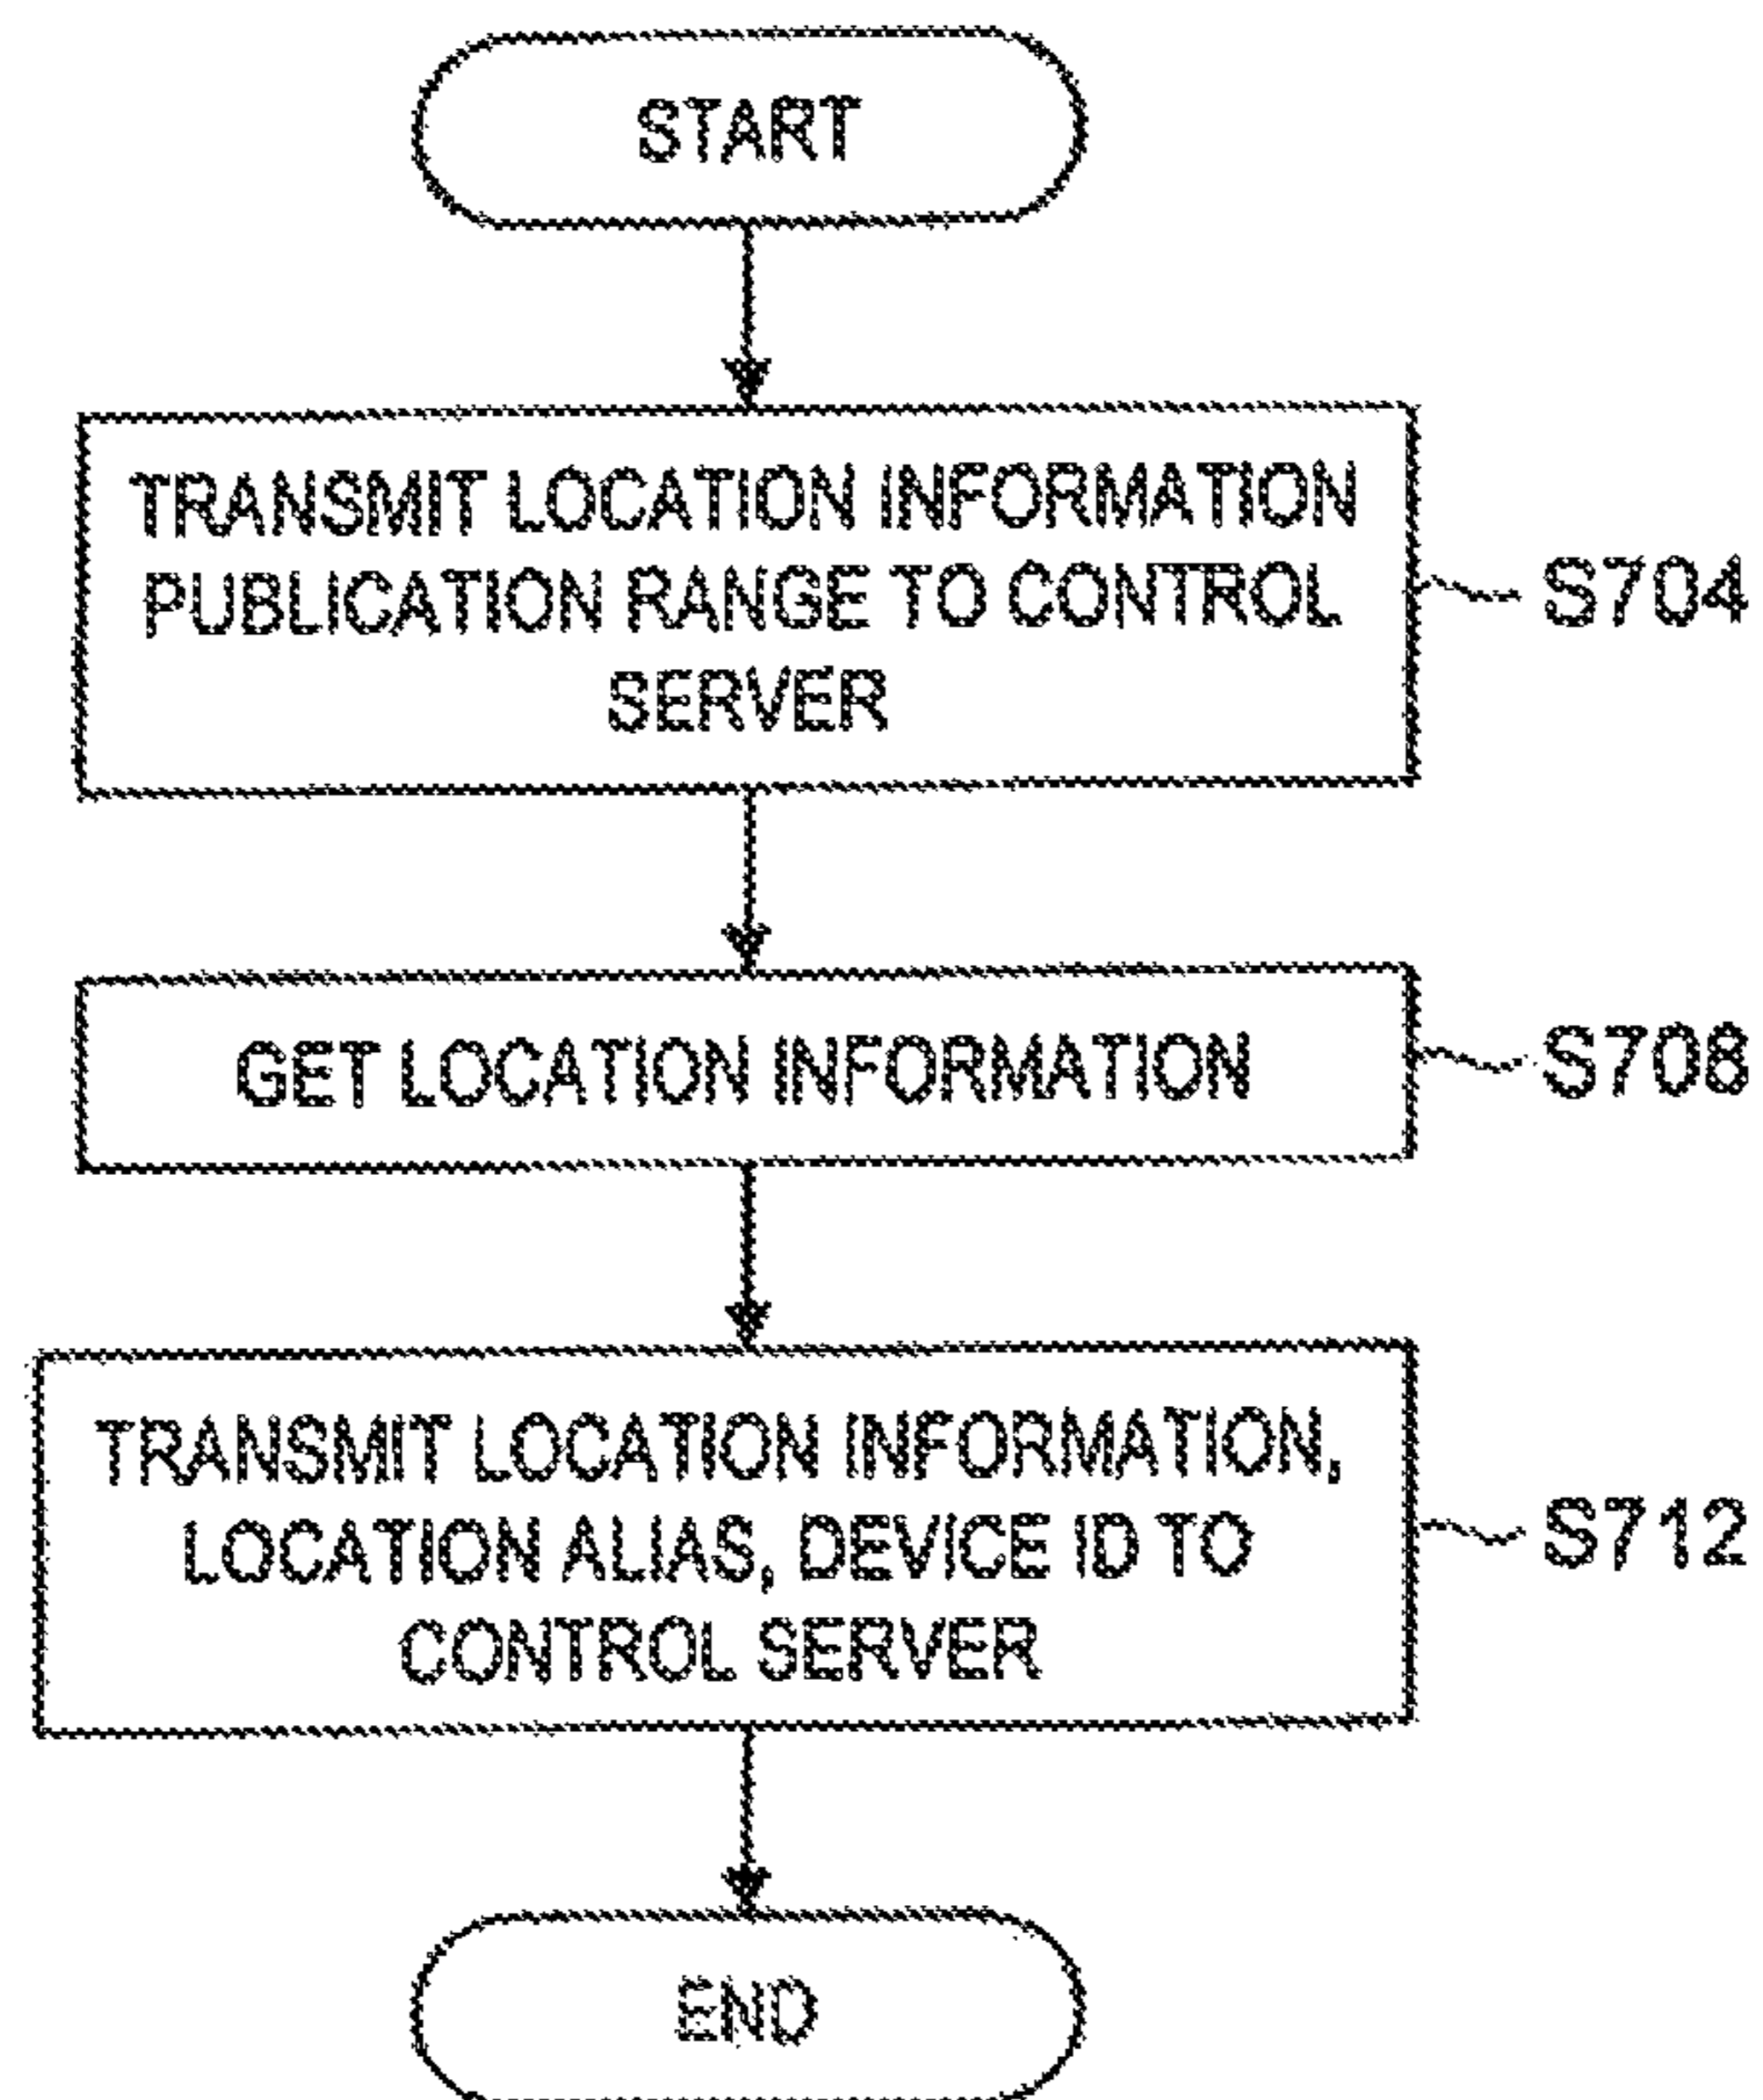 START
TRANSMIT LOCATION INFORMATION
PUBLICATION RANGE TO CONTROL
SERVER
S704
GET LOCATION INFORMATION
S708
TRANSMIT LOCATION INFORMATION,
LOCATION ALIAS, DEVICE ID TO
CONTROL SERVER
S712
END